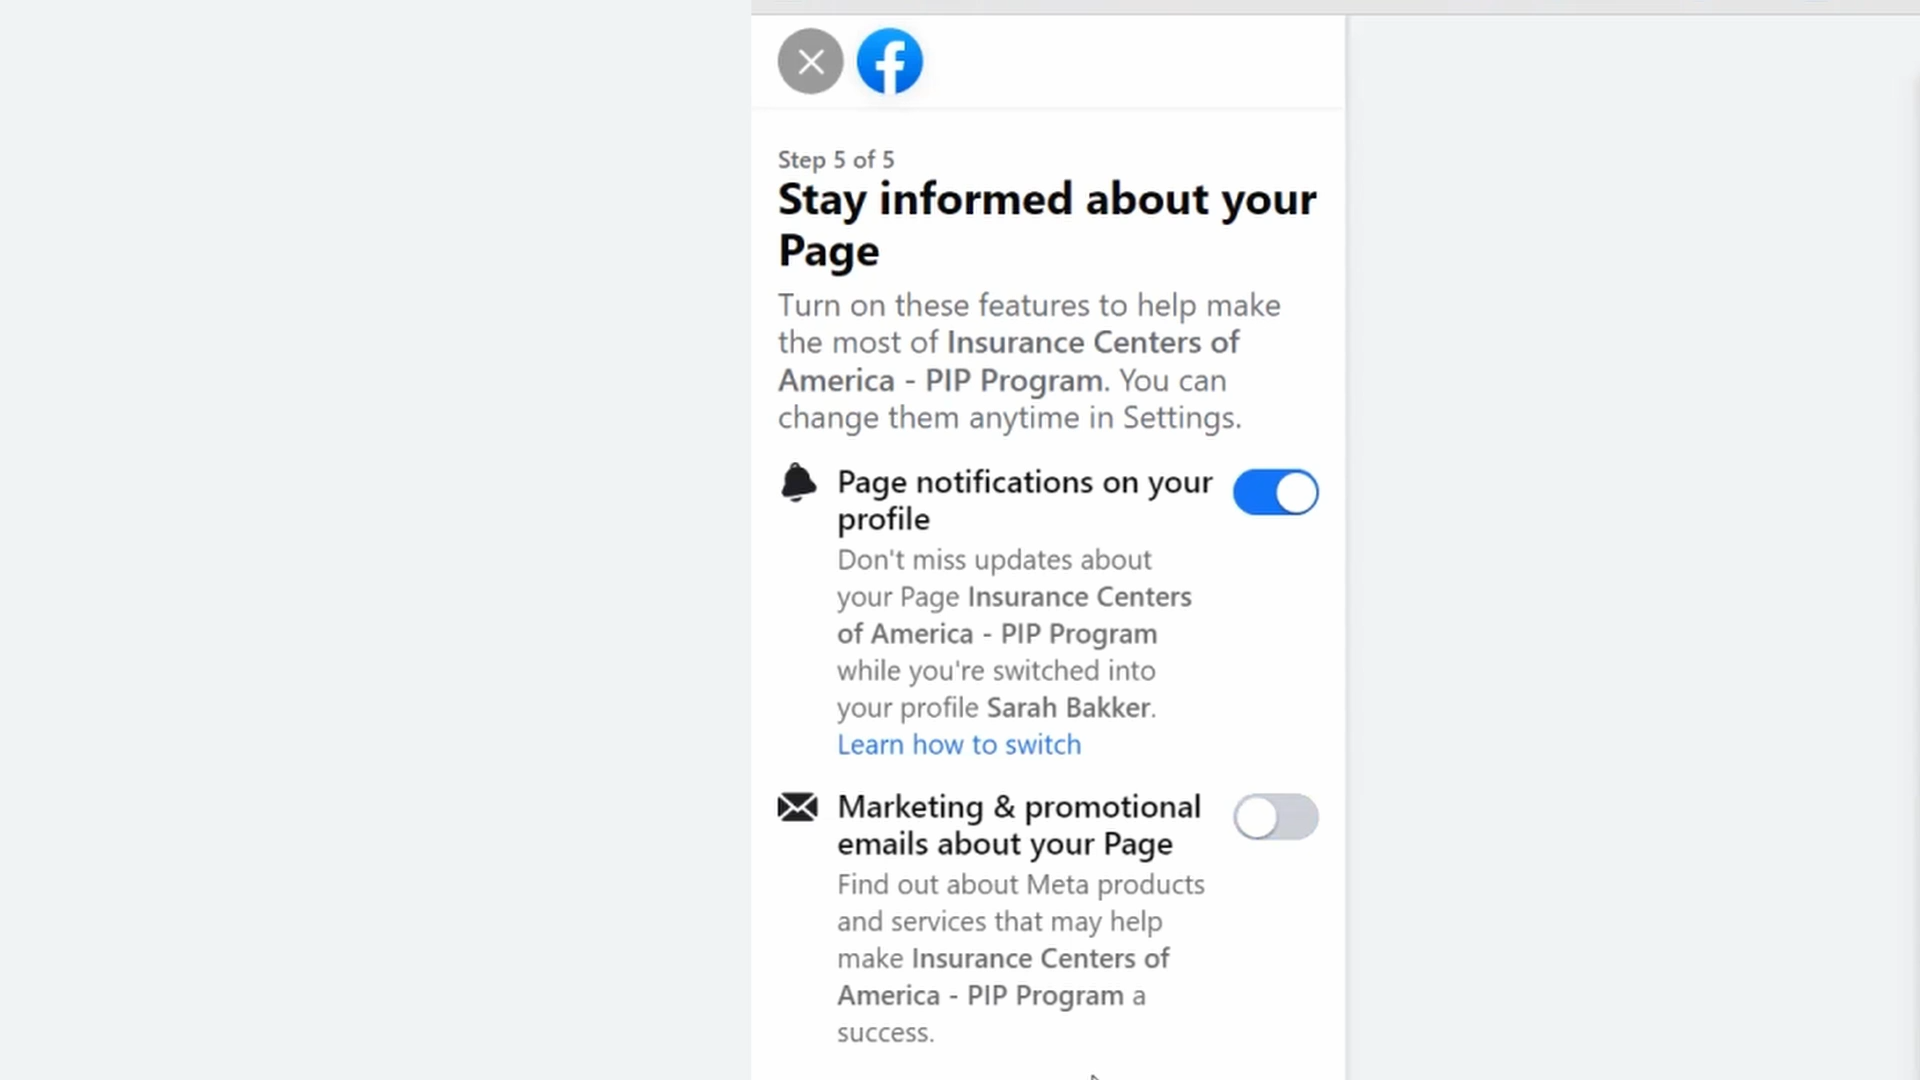 Step 5 of 5
Stay informed about your
Page
Turn on these features to help make
the most of Insurance Centers of
America - PIP Program. You can
change them anytime in Settings.
Page notifications on your
profile
Don't miss updates about
your Page Insurance Centers
of America - PIP Program
while you're switched into
your profile Sarah Bakker.
Learn how to switch
Marketing & promotional
emails about your Page
Find out about Meta products
and services that may help
make Insurance Centers of
America - PIP Program a
success.